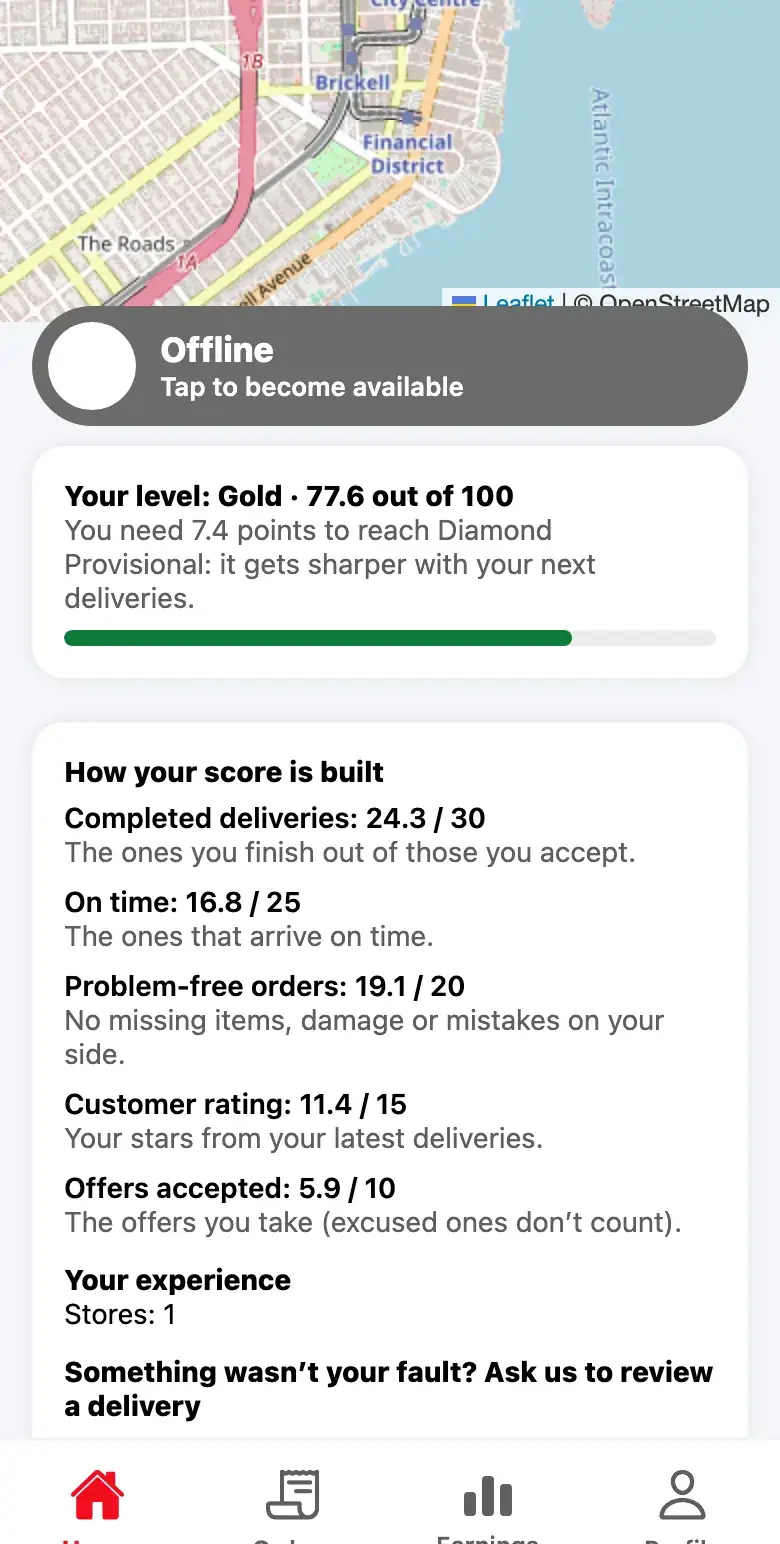 City Centre
1B
Brickell
Financial
District
Atlantic Intracoast
The Roads
1A
ell Avenue
Leaflet | © OpenStreetMap
Offline
Tap to become available
Your level: Gold · 77.6 out of 100
You need 7.4 points to reach Diamond
Provisional: it gets sharper with your next
deliveries.
How your score is built
Completed deliveries: 24.3 / 30
The ones you finish out of those you accept.
On time: 16.8 / 25
The ones that arrive on time.
Problem-free orders: 19.1 / 20
No missing items, damage or mistakes on your
side.
Customer rating: 11.4 / 15
Your stars from your latest deliveries.
Offers accepted: 5.9 / 10
The offers you take (excused ones don’t count).
Your experience
Stores: 1
Something wasn’t your fault? Ask us to review
a delivery
Earnings